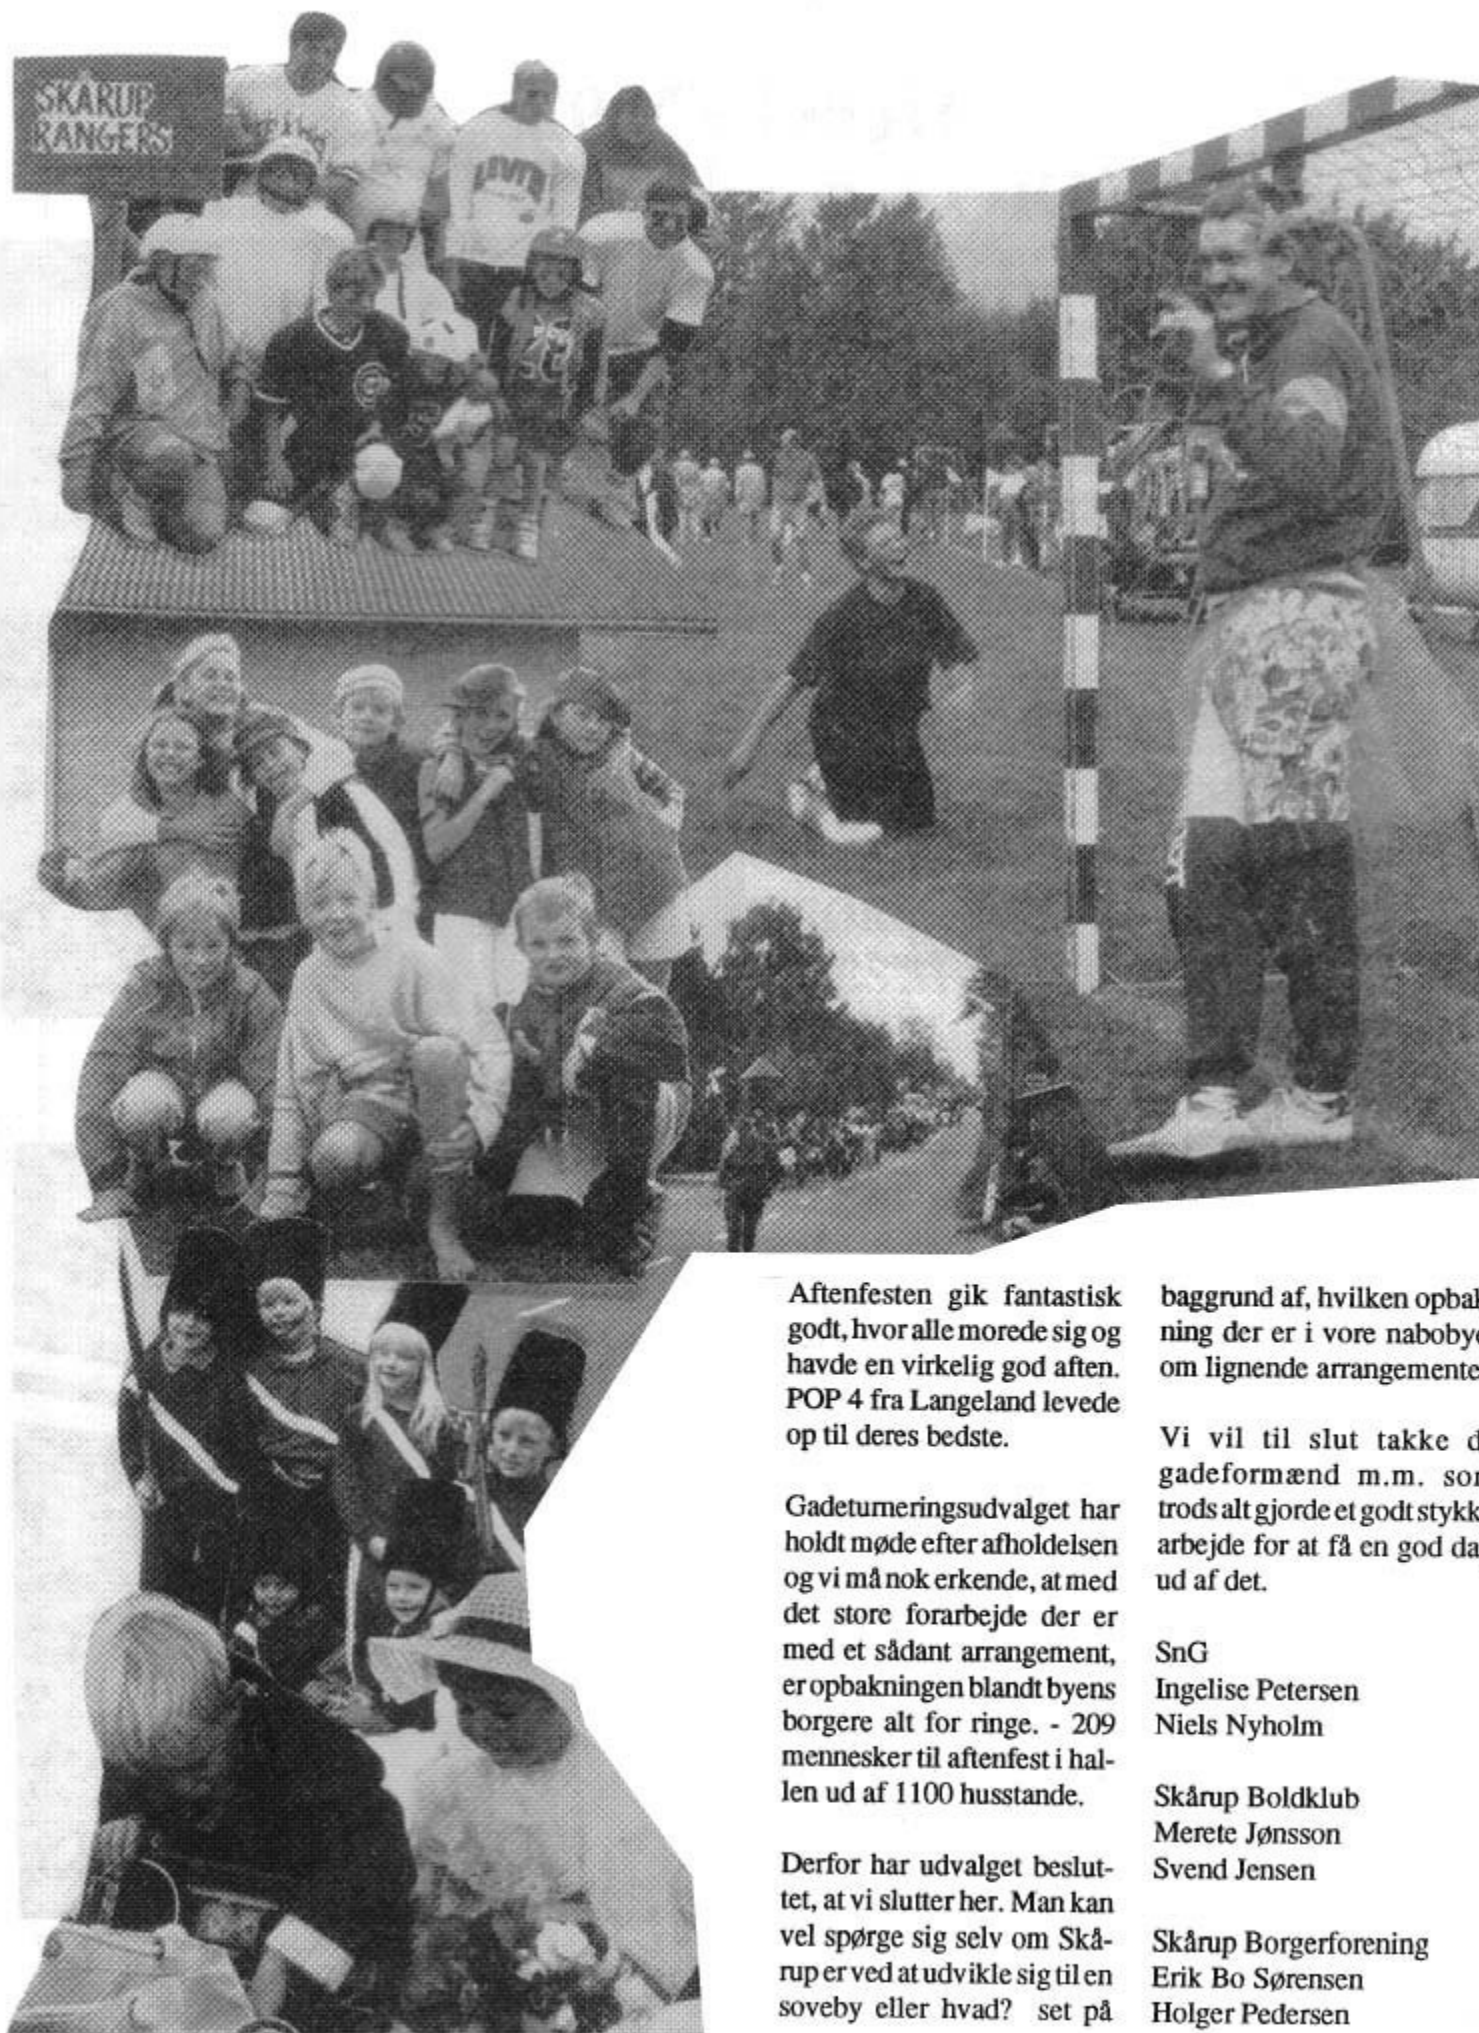 SKÅRUP
RANGERS
Aftenfesten gik fantastisk
godt, hvor alle morede sig og
havde en virkelig god aften.
POP 4 fra Langeland levede
op til deres bedste.
Gadeturneringsudvalget har
holdt møde efter afholdelsen
og vi må nok erkende, at med
det store forarbejde der er
med et sådant arrangement,
er opbakningen blandt byens
borgere alt for ringe. - 209
mennesker til aftenfest i hal-
len ud af 1100 husstande.
Derfor har udvalget beslut-
tet, at vi slutter her. Man kan
vel spørge sig selv om Skå-
rup er ved at udvikle sig til en
soveby eller hvad? set på
baggrund af, hvilken opbak
ning der er i vore nabobye
om lignende arrangemente
Vi vil til slut takke d
gadeformænd m.m. som
trods alt gjorde et godt stykk
arbejde for at få en god da
ud af det.
SnG
Ingelise Petersen
Niels Nyholm
Skårup Boldklub
Merete Jønsson
Svend Jensen
Skårup Borgerforening
Erik Bo Sørensen
Holger Pedersen